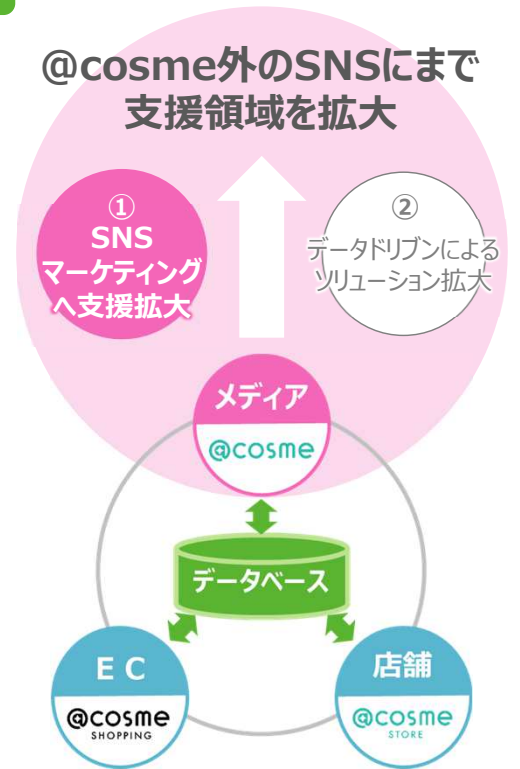 @cosme外のSNSにまで
支援領域を拡大
①
SNS
マーケティング
へ支援拡大
②
データドリブンによる
ソリューション拡大
メディア
@cosme
データベース
EC
@cosme
SHOPPING
店舗
@cosme
STORE